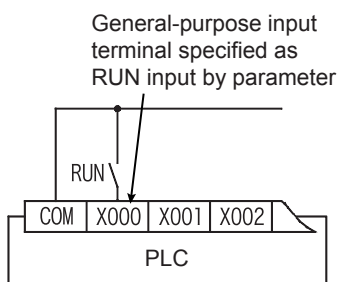 General-purpose input
terminal specified as
RUN input by parameter
RUN
COM X000 X001 X002
PLC